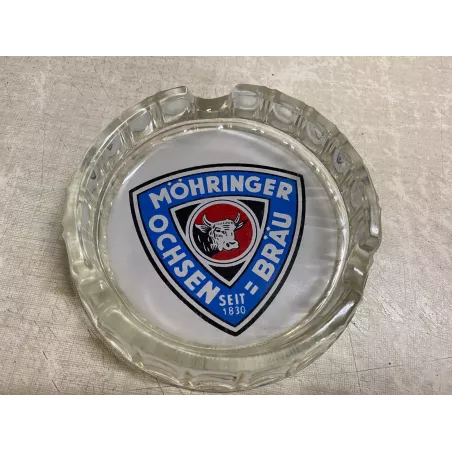 MÖHRINGER
OCHSEN=BRÄU
SEIT
1830